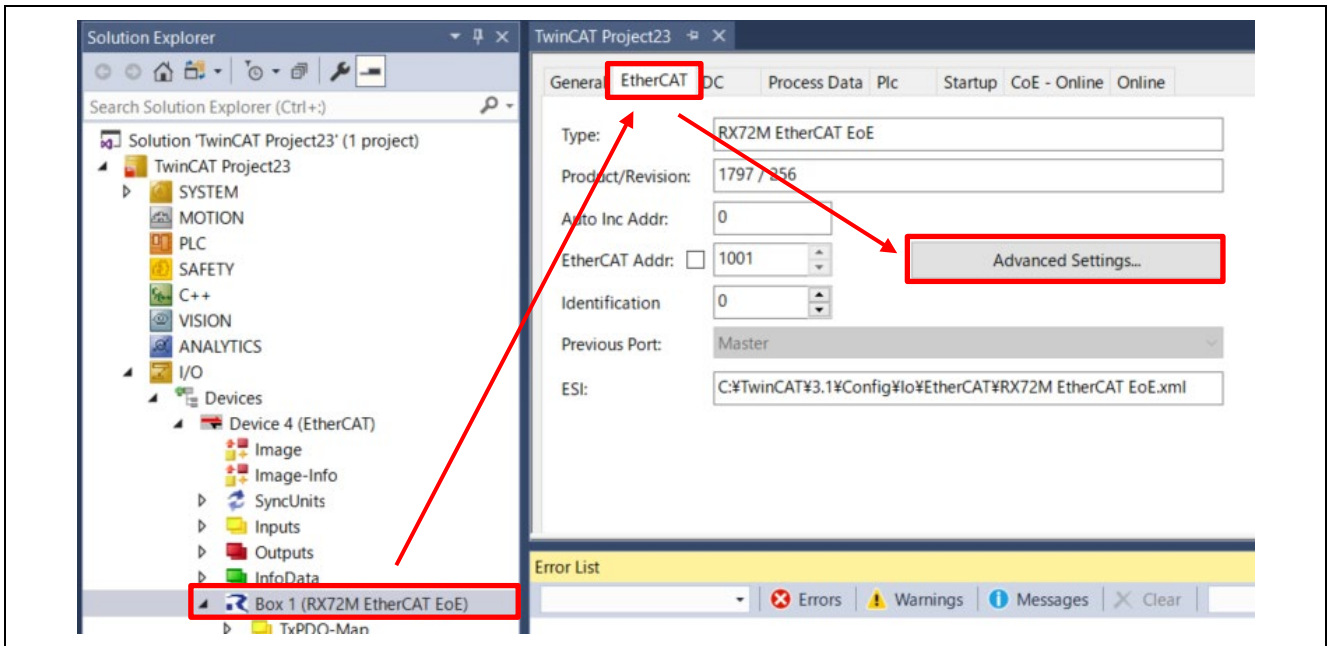 Solution Explorer
Search Solution Explorer (Ctrl+:)
Solution 'TwinCAT Project23' (1 project)
TwinCAT Project23
SYSTEM
MOTION
PLC
SAFETY
C++
VISION
ANALYTICS
I/O
Devices
Device 4 (EtherCAT)
Image
Image-Info
SyncUnits
Inputs
Outputs
InfoData
Box 1 (RX72M EtherCAT EoE)
TxPDO-Map
TwinCAT Project23
General EtherCAT DC Process Data Plc Startup CoE - Online Online
Type: RX72M EtherCAT EoE
Product/Revision: 1797 / 256
Auto Inc Addr: 0
EtherCAT Addr: 1001 Advanced Settings...
Identification 0
Previous Port: Master
ESI: C:¥TwinCAT¥3.1¥Config¥Io¥EtherCAT¥RX72M EtherCAT EoE.xml
Error List
Errors Warnings Messages Clear